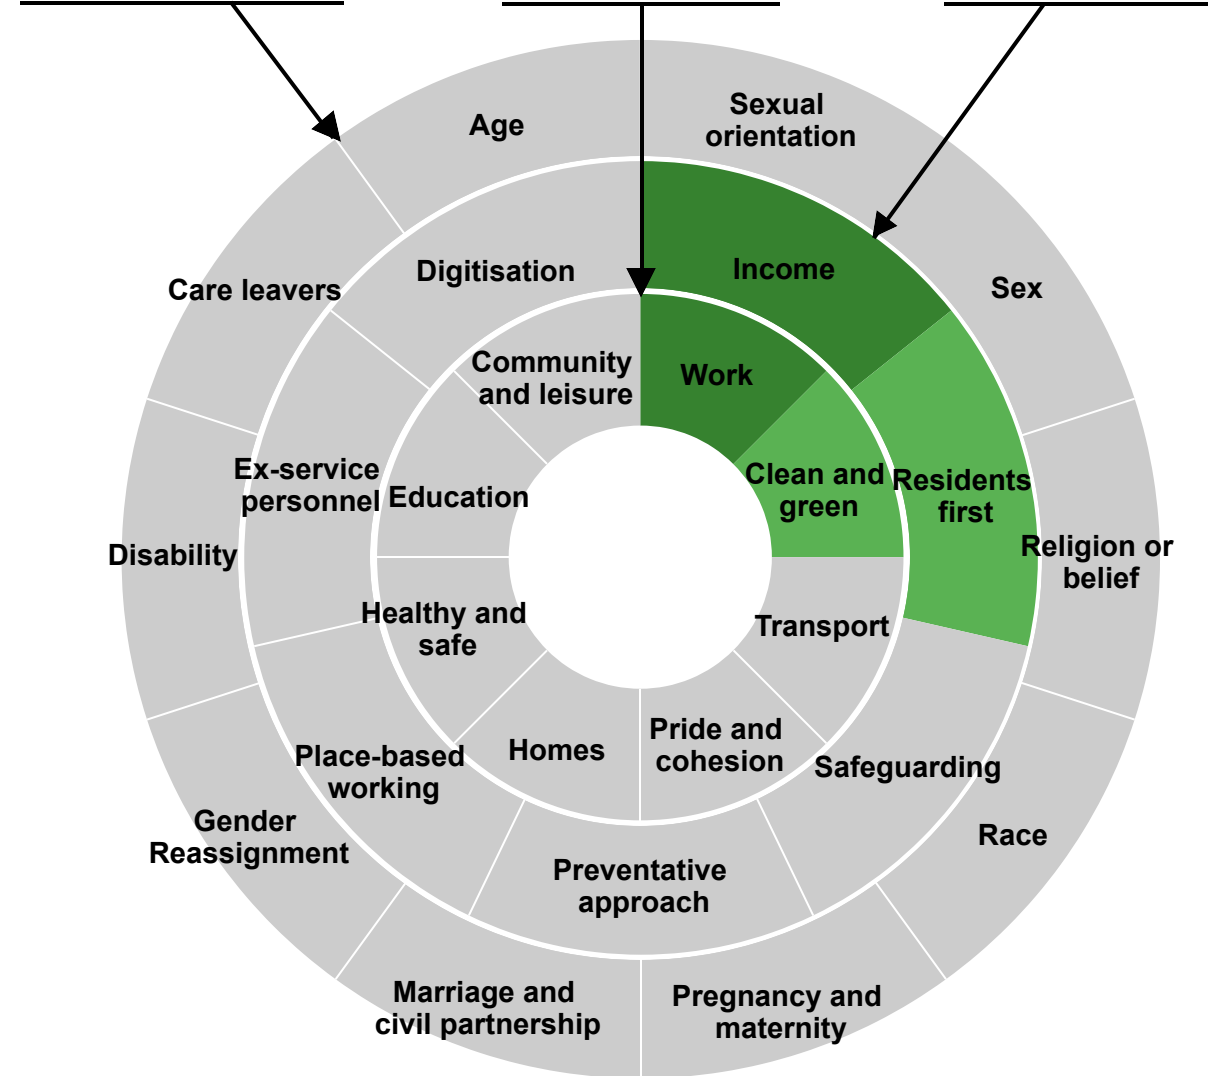 Age
Sexual
orientation
Digitisation
Income
Care leavers
Sex
Community
and leisure
Work
Ex-service
personnel
Education
Clean and
green
Residents
first
Disability
Religion or
belief
Healthy and
safe
Transport
Place-based
working
Homes
Pride and
cohesion
Safeguarding
Gender
Reassignment
Race
Preventative
approach
Marriage and
civil partnership
Pregnancy and
maternity